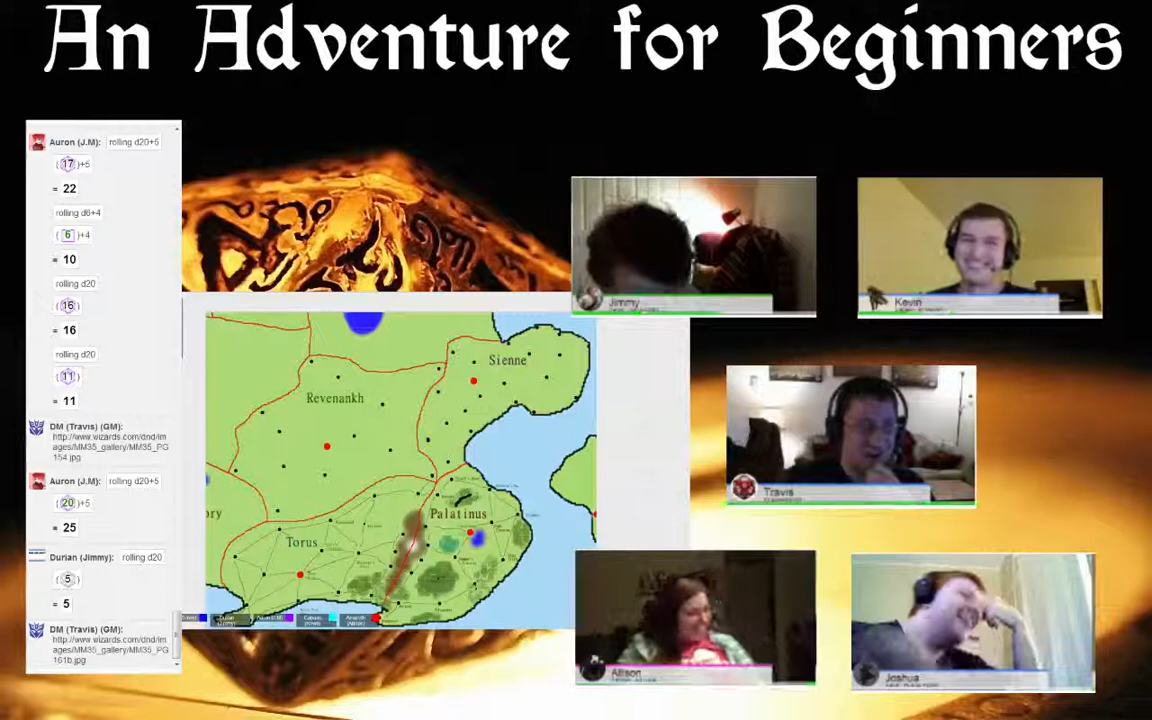 An Adventure for Beginners
Auron (J.M): rolling d20+5
(17)+5
= 22
rolling d6+4
(6)+4
= 10
rolling d20
(16)
= 16
rolling d20
(11)
= 11
DM (Travis) (GM):
http://www.wizards.com/dnd/im
ages/MM35_gallery/MM35_PG
154.jpg
Auron (J.M): rolling d20+5
(20)+5
= 25
Durian (Jimmy): rolling d20
(5)
= 5
DM (Travis) (GM):
http://www.wizards.com/dnd/im
ages/MM35_gallery/MM35_PG
161b.jpg
Sienne
Revenankh
Palatinus
ory
Torus
Jimmy
Kevin
Travis
Allison
Joshua